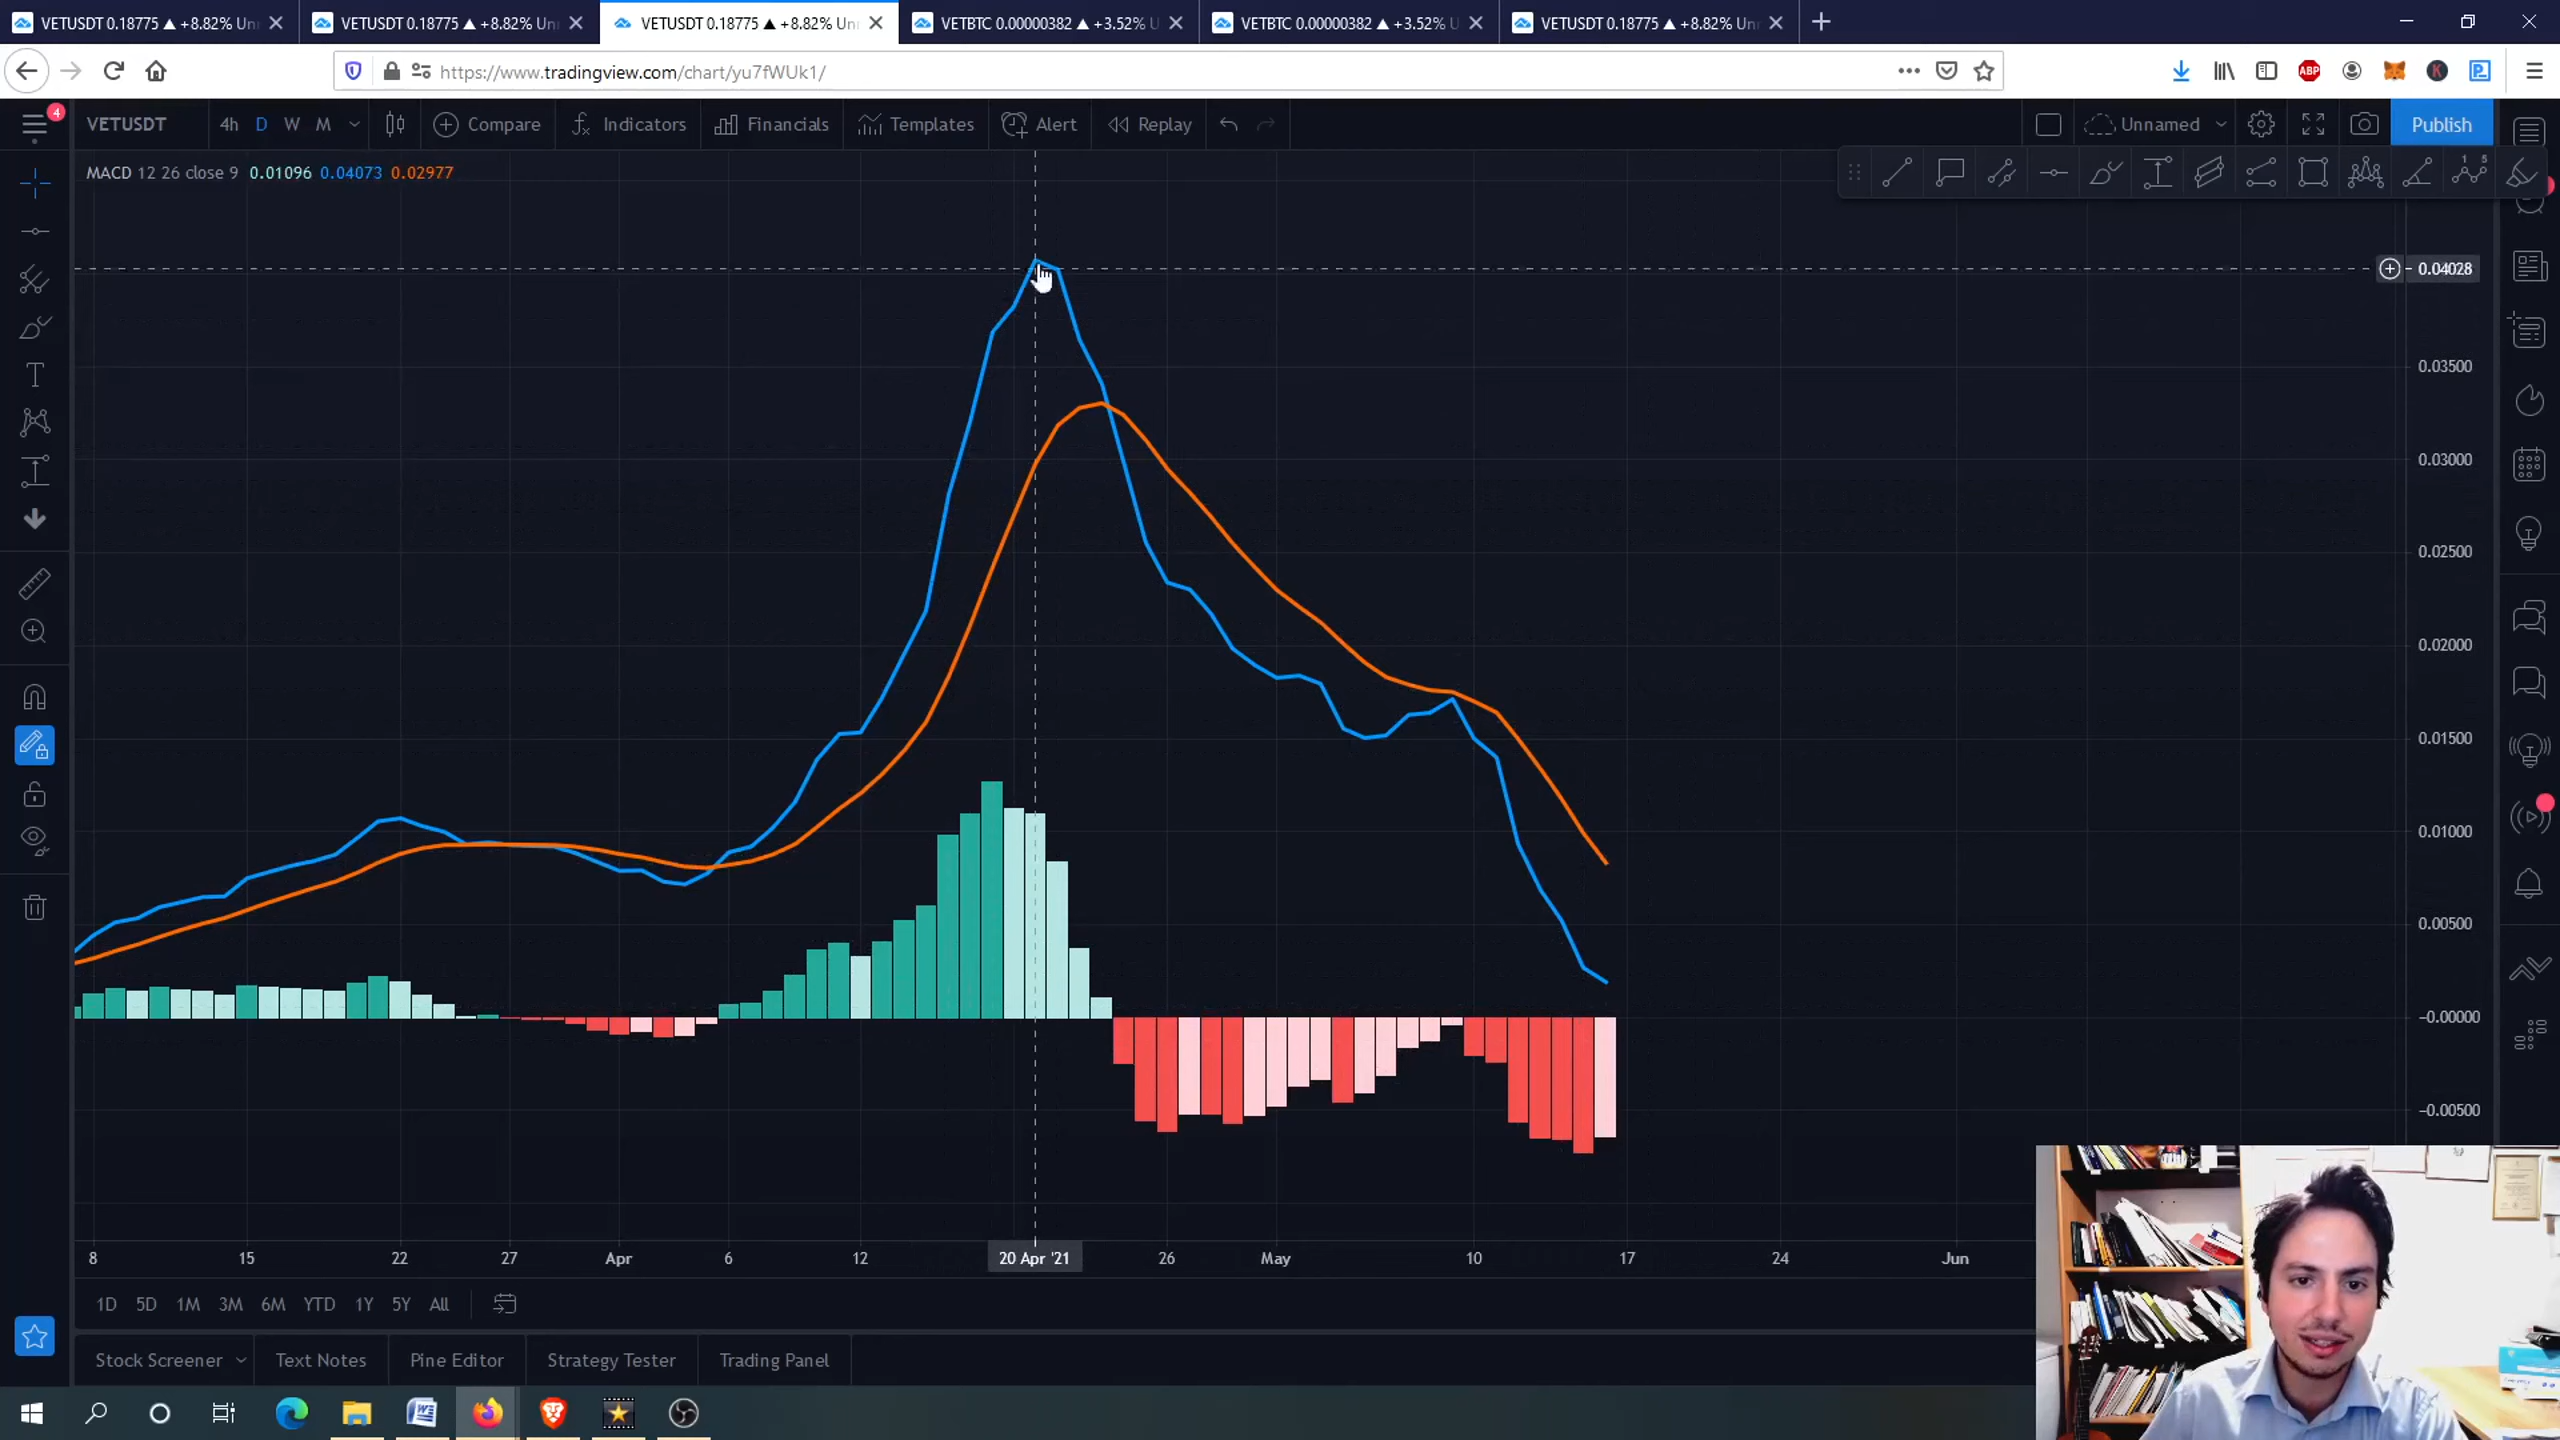 VETUSDT 0.18775 ▲ +8.82% Un
VETUSDT 0.18775 ▲ +8.82% Un
VETUSDT 0.18775 ▲ +8.82% Un
VETBTC 0.00000382 ▲ +3.52% U
VETBTC 0.00000382 ▲ +3.52% U
VETUSDT 0.18775 ▲ +8.82% Un
https://www.tradingview.com/chart/yu7fWUk1/
ABP
K
4
VETUSDT
4h
D
W
M
Compare
Indicators
Financials
Templates
Alert
Replay
Unnamed
Publish
MACD 12 26 close 9 0.01096 0.04073 0.02977
0.04028
0.03500
0.03000
0.02500
0.02000
0.01500
0.01000
0.00500
−0.00000
−0.00500
8
15
22
27
Apr
6
12
20 Apr '21
26
May
10
17
24
Jun
1D
5D
1M
3M
6M
YTD
1Y
5Y
All
Stock Screener
Text Notes
Pine Editor
Strategy Tester
Trading Panel